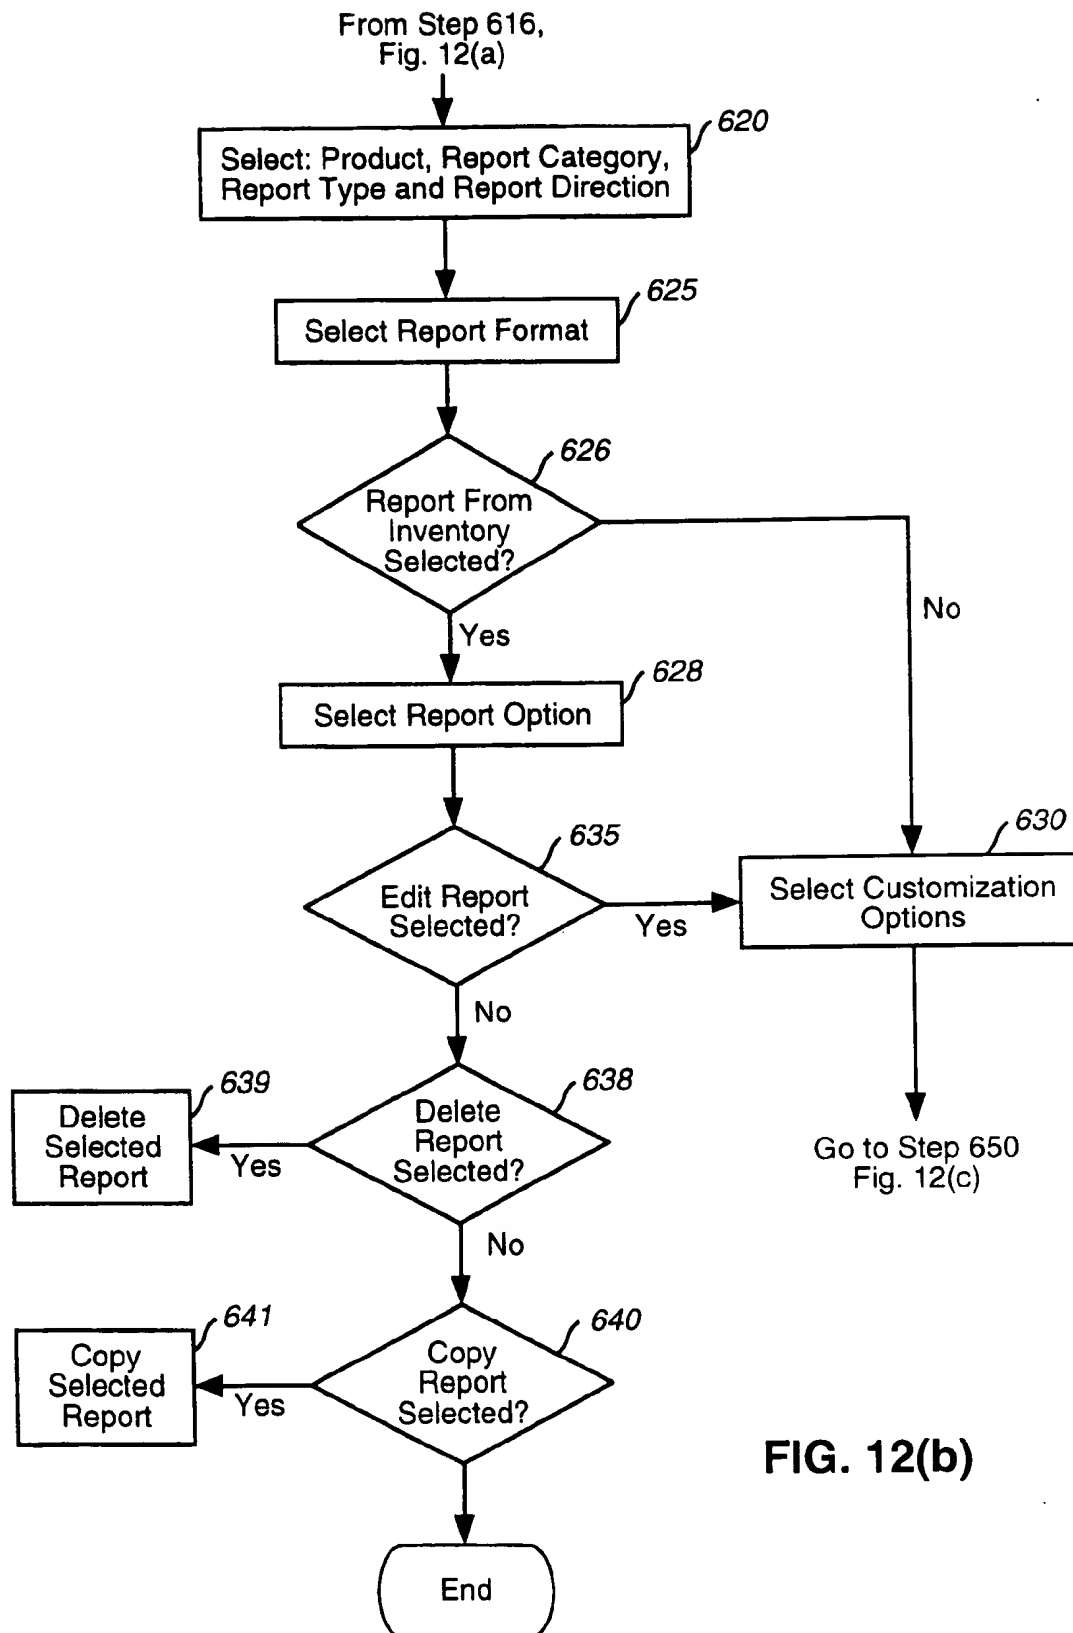 From Step 616,
Fig. 12(a)
620
Select: Product, Report Category,
Report Type and Report Direction
625
Select Report Format
626
Report From
Inventory
Selected?
No
Yes
628
Select Report Option
635
Edit Report
Selected?
Yes
630
Select Customization
Options
No
639
Delete
Selected
Report
Yes
638
Delete
Report
Selected?
Go to Step 650
Fig. 12(c)
No
641
Copy
Selected
Report
Yes
640
Copy
Report
Selected?
FIG. 12(b)
End